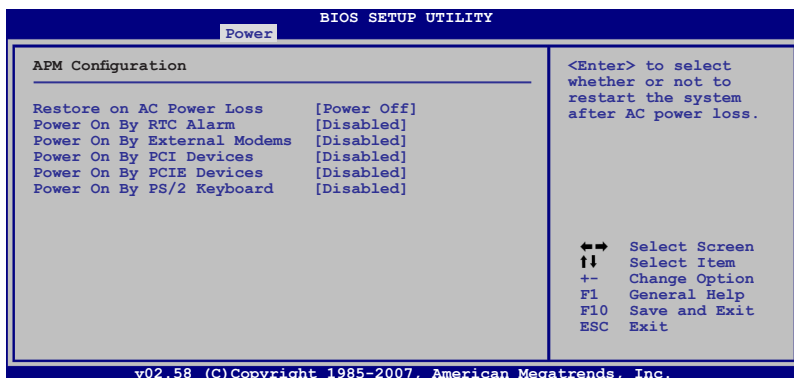 BIOS SETUP UTILITY
Power
APM Configuration
Restore on AC Power Loss [Power Off]
Power On By RTC Alarm [Disabled]
Power On By External Modems [Disabled]
Power On By PCI Devices [Disabled]
Power On By PCIE Devices [Disabled]
Power On By PS/2 Keyboard [Disabled]
<Enter> to select
whether or not to
restart the system
after AC power loss.
←→ Select Screen
↑↓ Select Item
+- Change Option
F1 General Help
F10 Save and Exit
ESC Exit
v02.58 (C)Copyright 1985-2007, American Megatrends, Inc.